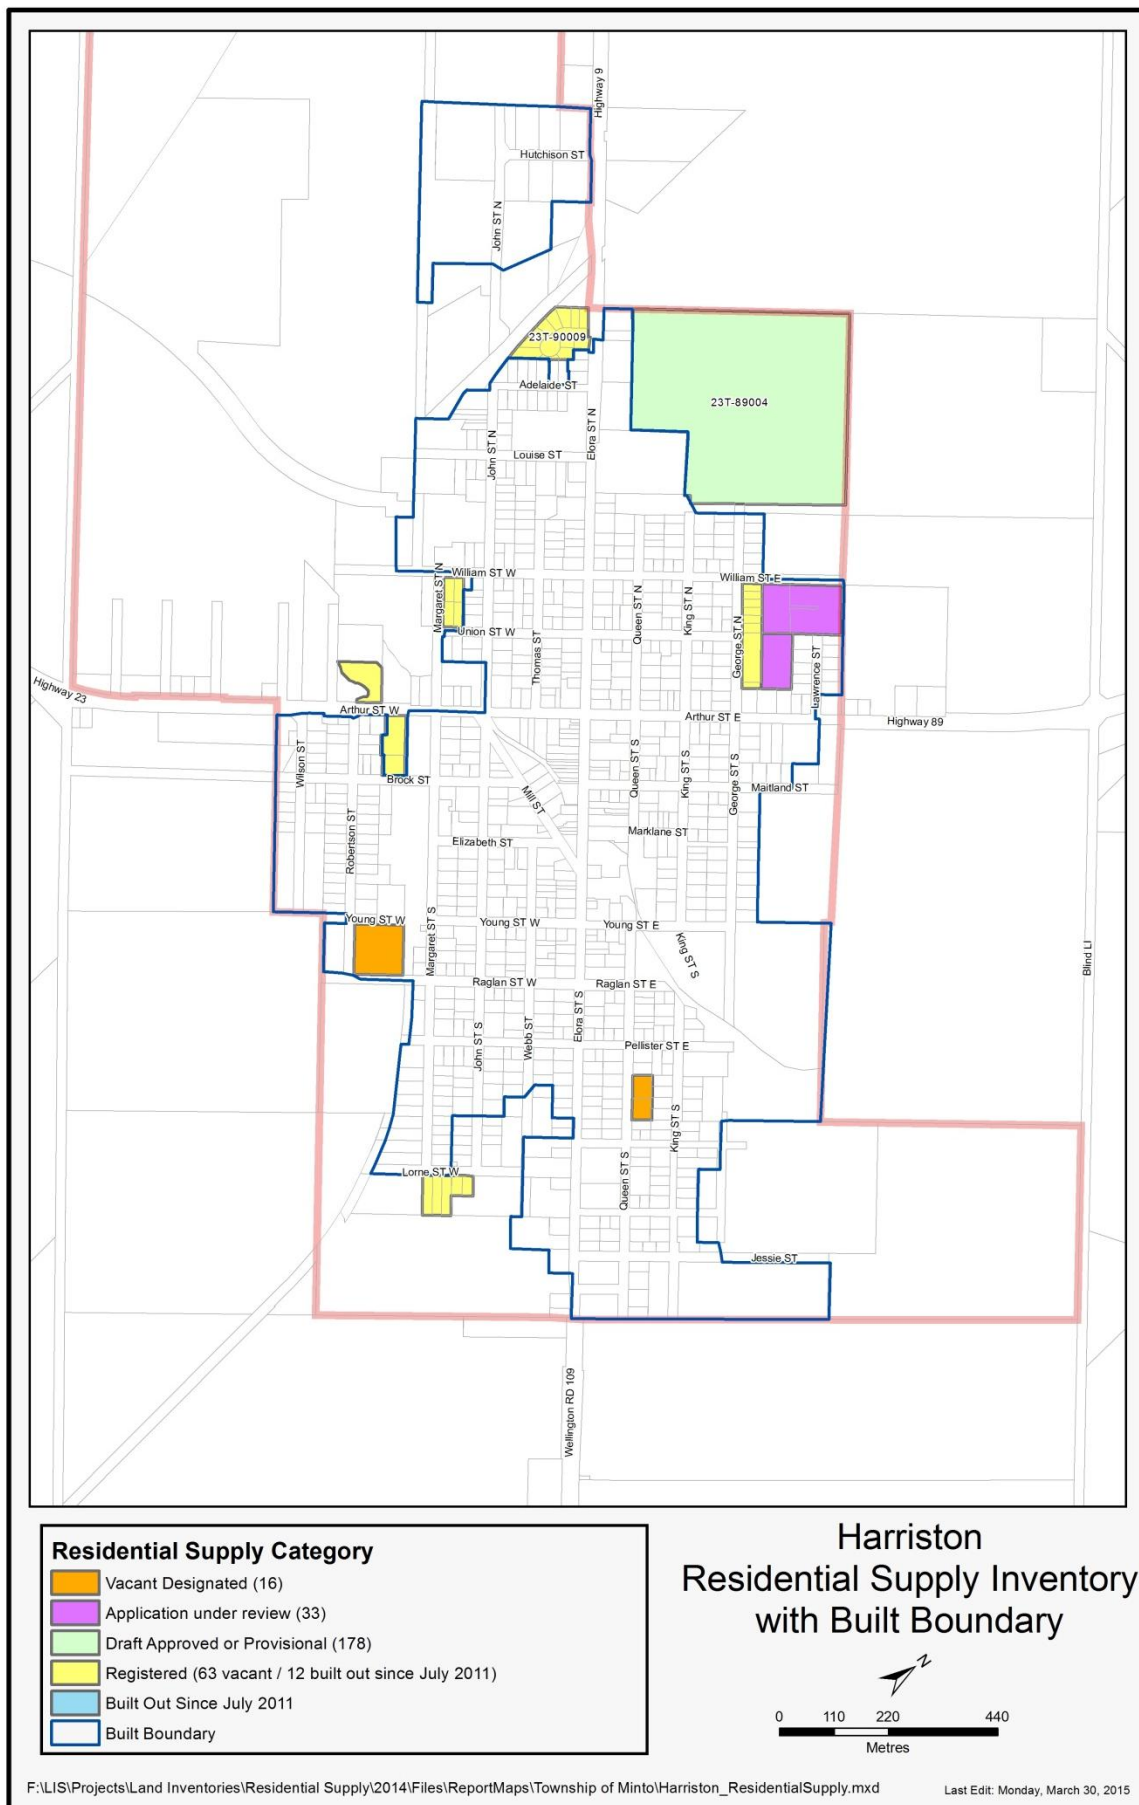 Highway 9
Hutchison ST
John ST N
23T-90009
Adelaide ST
23T-89004
Elora ST N
John ST N
Louise ST
William ST W
William ST E
Margaret ST N
Queen ST N
King ST N
George ST N
Union ST W
Thomas ST
Lawrence ST
Highway 23
Arthur ST W
Arthur ST E
Highway 89
Wilson ST
Brock ST
Queen ST S
King ST S
George ST S
Maitland ST
Mill ST
Robertson ST
Elizabeth ST
Marklane ST
Young ST W
Margaret ST S
Young ST W
Young ST E
King ST S
Blind LI
Raglan ST W
Raglan ST E
John ST S
Webb ST
Elora ST S
Pellister ST E
King ST S
Queen ST S
Lorne ST W
Jessie ST
Wellington RD 109
Residential Supply Category
Vacant Designated (16)
Application under review (33)
Draft Approved or Provisional (178)
Registered (63 vacant / 12 built out since July 2011)
Built Out Since July 2011
Built Boundary
Harriston
Residential Supply Inventory
with Built Boundary
N
0 110 220 440
Metres
F:\LIS\Projects\Land Inventories\Residential Supply\2014\Files\ReportMaps\Township of Minto\Harriston_ResidentialSupply.mxd
Last Edit: Monday, March 30, 2015